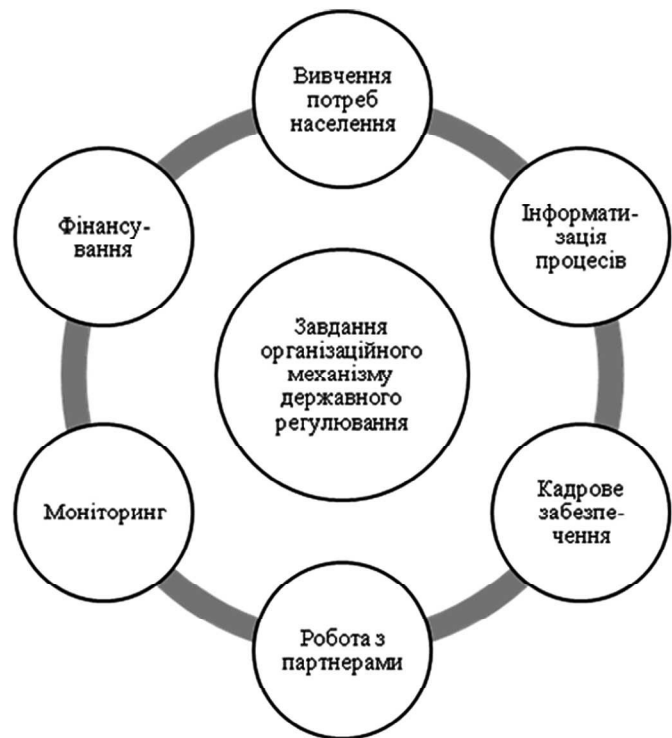 Вивчення
потреб
населення
Інформати-
зація
процесів
Кадрове
забезпе-
чення
Робота з
партнерами
Моніторинг
Фінансу-
вання
Завдання
організаційного
механізму
державного
регулювання